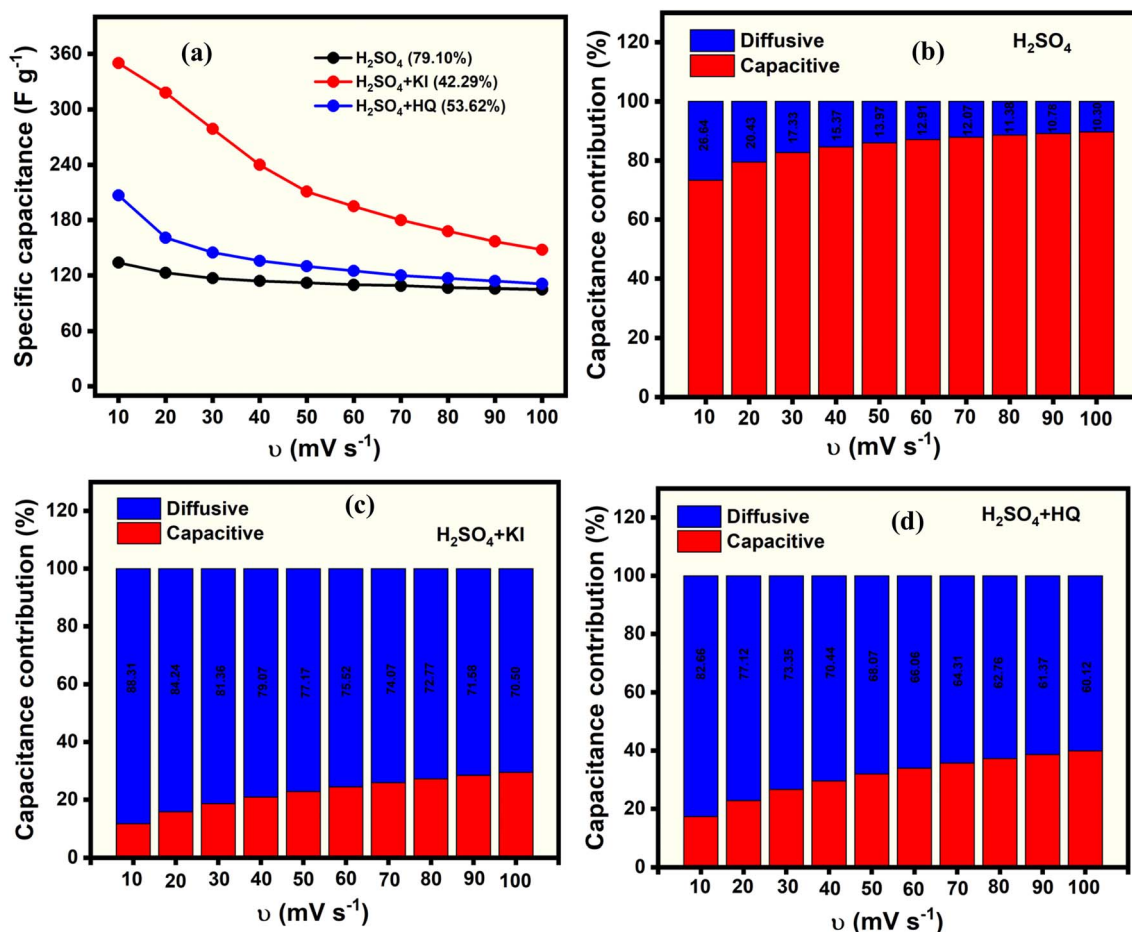 (a)
H₂SO₄ (79.10%)
H₂SO₄+KI (42.29%)
H₂SO₄+HQ (53.62%)
Specific capacitance (F g⁻¹)
360
300
240
180
120
60
0
10 20 30 40 50 60 70 80 90 100
υ (mV s⁻¹)
(b)
Diffusive
Capacitive
H₂SO₄
Capacitance contribution (%)
120
100
80
60
40
20
0
26.64 20.43 17.33 15.37 13.97 12.91 12.07 11.38 10.78 10.30
10 20 30 40 50 60 70 80 90 100
υ (mV s⁻¹)
(c)
Diffusive
Capacitive
H₂SO₄+KI
Capacitance contribution (%)
120
100
80
60
40
20
0
88.31 84.24 81.36 79.07 77.17 75.52 74.07 72.77 71.58 70.50
10 20 30 40 50 60 70 80 90 100
υ (mV s⁻¹)
(d)
Diffusive
Capacitive
H₂SO₄+HQ
Capacitance contribution (%)
120
100
80
60
40
20
0
82.66 77.12 73.35 70.44 68.07 66.06 64.31 62.76 61.37 60.12
10 20 30 40 50 60 70 80 90 100
υ (mV s⁻¹)